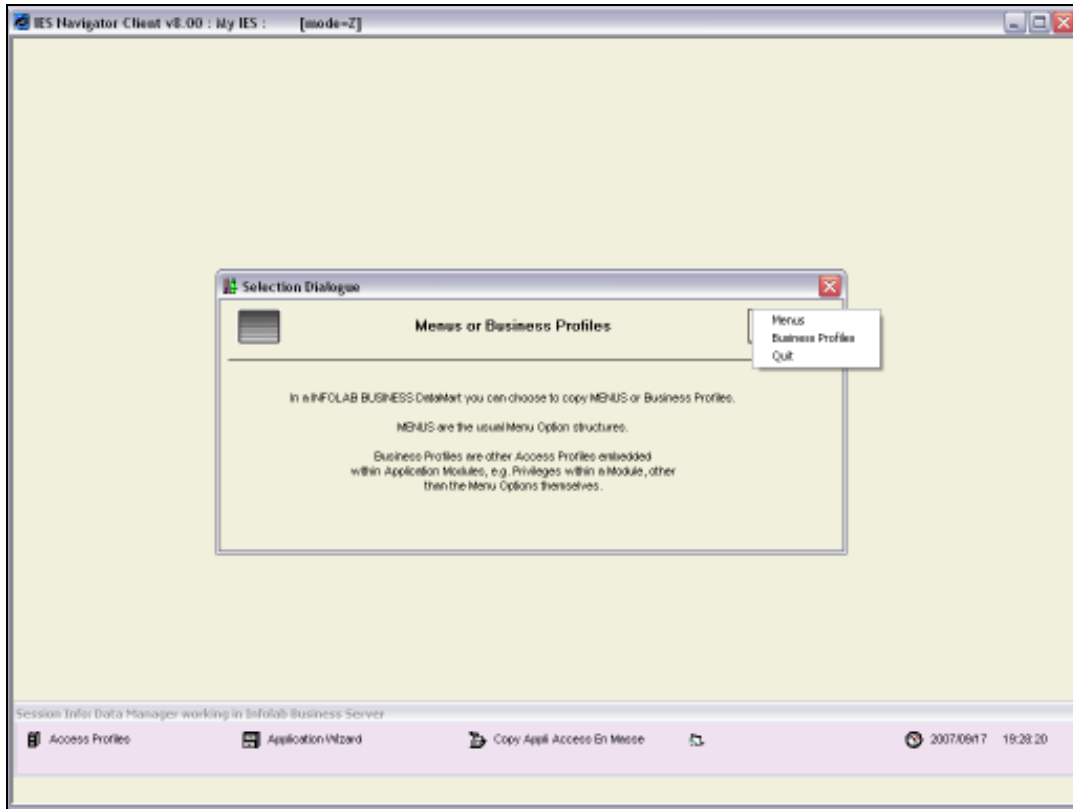 IES Navigator Client v8.00 : My IES : [mode=Z]
Selection Dialogue
Menus or Business Profiles
Menus
Business Profiles
Quit
In a INFOLAB BUSINESS DataMart you can choose to copy MENUS or Business Profiles.
MENUS are the usual Menu Option structures.
Business Profiles are other Access Profiles embedded
within Application Modules, e.g. Privileges within a Module, other
than the Menu Options themselves.
Session Info: Data Manager working in Infolab Business Server
Access Profiles
Application Wizard
Copy Appli Access En Masse
2007/09/17 19:28:20